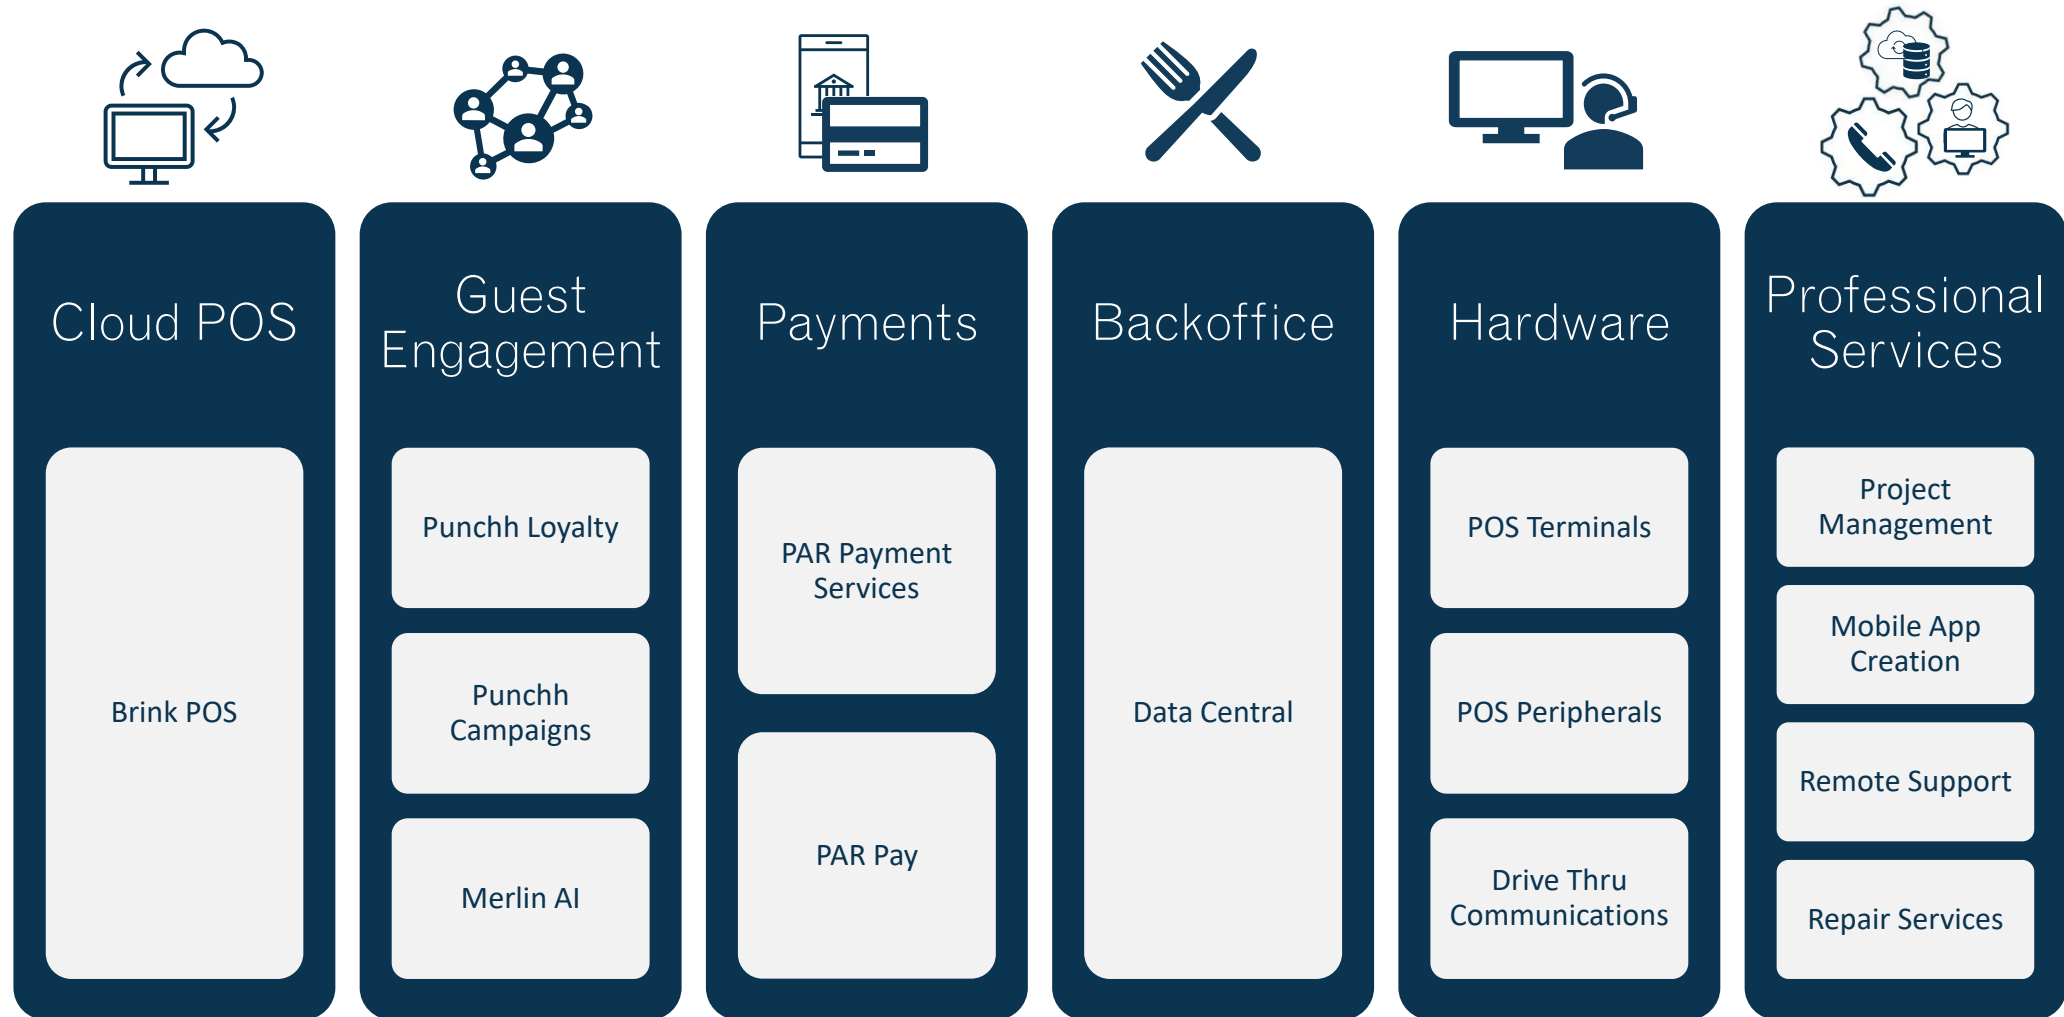 Cloud POS
Brink POS
Guest
Engagement
Punchh Loyalty
Punchh
Campaigns
Merlin AI
Payments
PAR Payment
Services
PAR Pay
Backoffice
Data Central
Hardware
POS Terminals
POS Peripherals
Drive Thru
Communications
Professional
Services
Project
Management
Mobile App
Creation
Remote Support
Repair Services